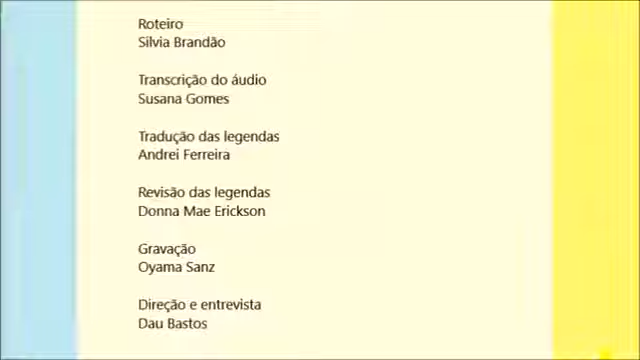 Roteiro
Silvia Brandão
Transcrição do áudio
Susana Gomes
Tradução das legendas
Andrei Ferreira
Revisão das legendas
Donna Mae Erickson
Gravação
Oyama Sanz
Direção e entrevista
Dau Bastos